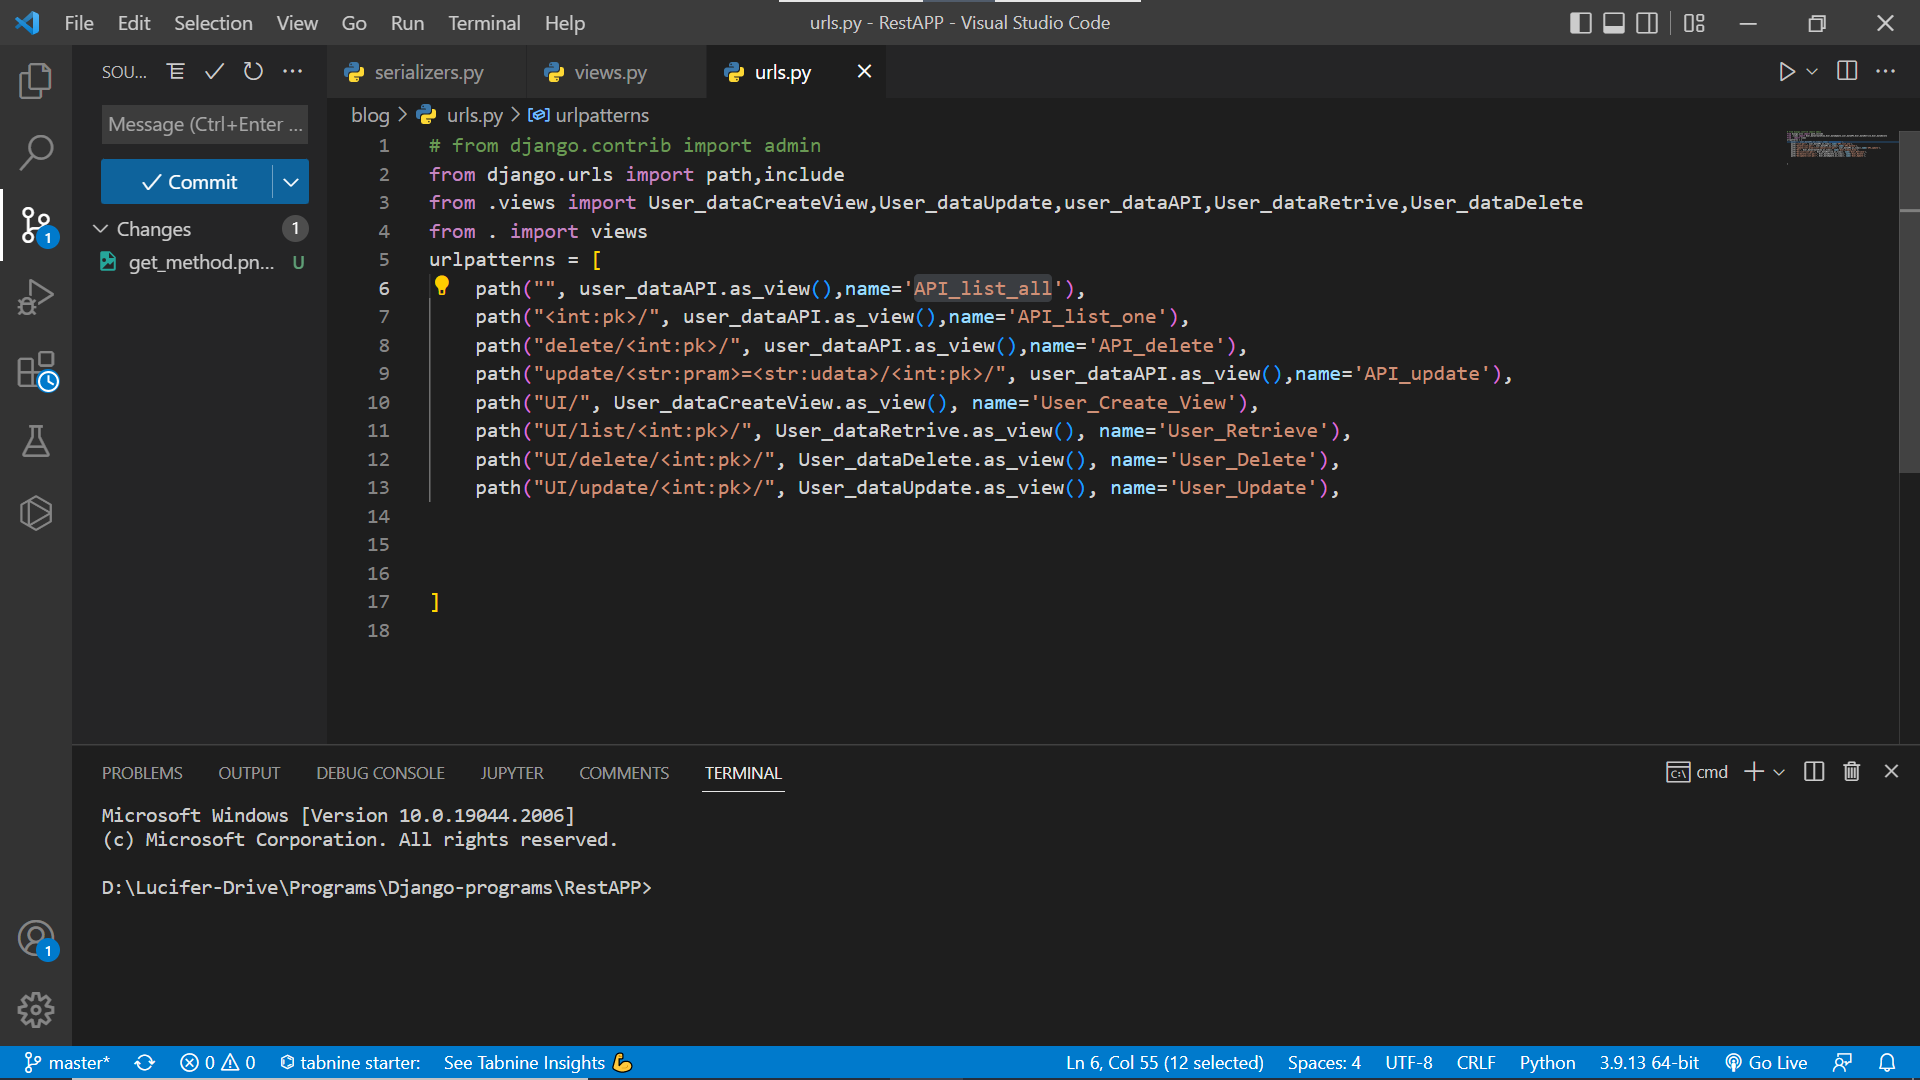 File Edit Selection View Go Run Terminal Help
urls.py - RestAPP - Visual Studio Code
SOU...
serializers.py
views.py
urls.py
Message (Ctrl+Enter ...
Commit
Changes 1
get_method.pn... U
1
1
blog > urls.py > urlpatterns
1 # from django.contrib import admin
2 from django.urls import path,include
3 from .views import User_dataCreateView,User_dataUpdate,user_dataAPI,User_dataRetrive,User_dataDelete
4 from . import views
5 urlpatterns = [
6 path("", user_dataAPI.as_view(),name='API_list_all'),
7 path("<int:pk>/", user_dataAPI.as_view(),name='API_list_one'),
8 path("delete/<int:pk>/", user_dataAPI.as_view(),name='API_delete'),
9 path("update/<str:pram>=<str:udata>/<int:pk>/", user_dataAPI.as_view(),name='API_update'),
10 path("UI/", User_dataCreateView.as_view(), name='User_Create_View'),
11 path("UI/list/<int:pk>/", User_dataRetrive.as_view(), name='User_Retrieve'),
12 path("UI/delete/<int:pk>/", User_dataDelete.as_view(), name='User_Delete'),
13 path("UI/update/<int:pk>/", User_dataUpdate.as_view(), name='User_Update'),
14
15
16
17 ]
18
PROBLEMS OUTPUT DEBUG CONSOLE JUPYTER COMMENTS TERMINAL
cmd
Microsoft Windows [Version 10.0.19044.2006]
(c) Microsoft Corporation. All rights reserved.
D:\Lucifer-Drive\Programs\Django-programs\RestAPP>
master* 0 0 tabnine starter: See Tabnine Insights 💪 Ln 6, Col 55 (12 selected) Spaces: 4 UTF-8 CRLF Python 3.9.13 64-bit Go Live